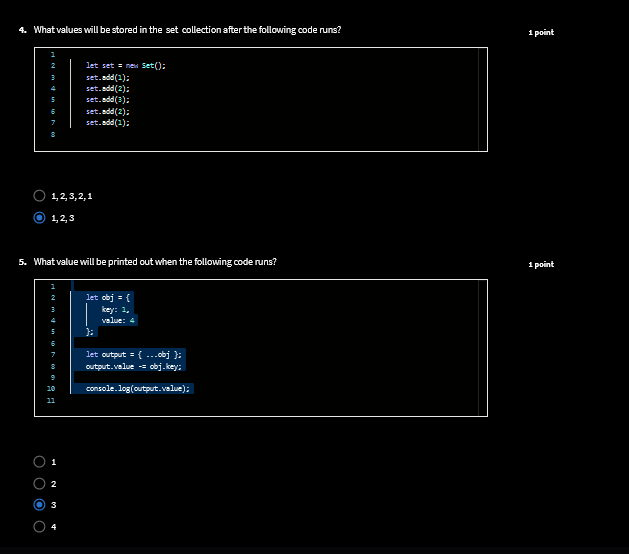 4. What values will be stored in the set collection after the following code runs?
1 point
1
2 let set = new Set();
3 set.add(1);
4 set.add(2);
5 set.add(3);
6 set.add(2);
7 set.add(1);
8
1, 2, 3, 2, 1
1, 2, 3
5. What value will be printed out when the following code runs?
1 point
1
2 let obj = {
3 key: 1,
4 value: 4
5 };
6
7 let output = { ...obj };
8 output.value -= obj.key;
9
10 console.log(output.value);
11
1
2
3
4